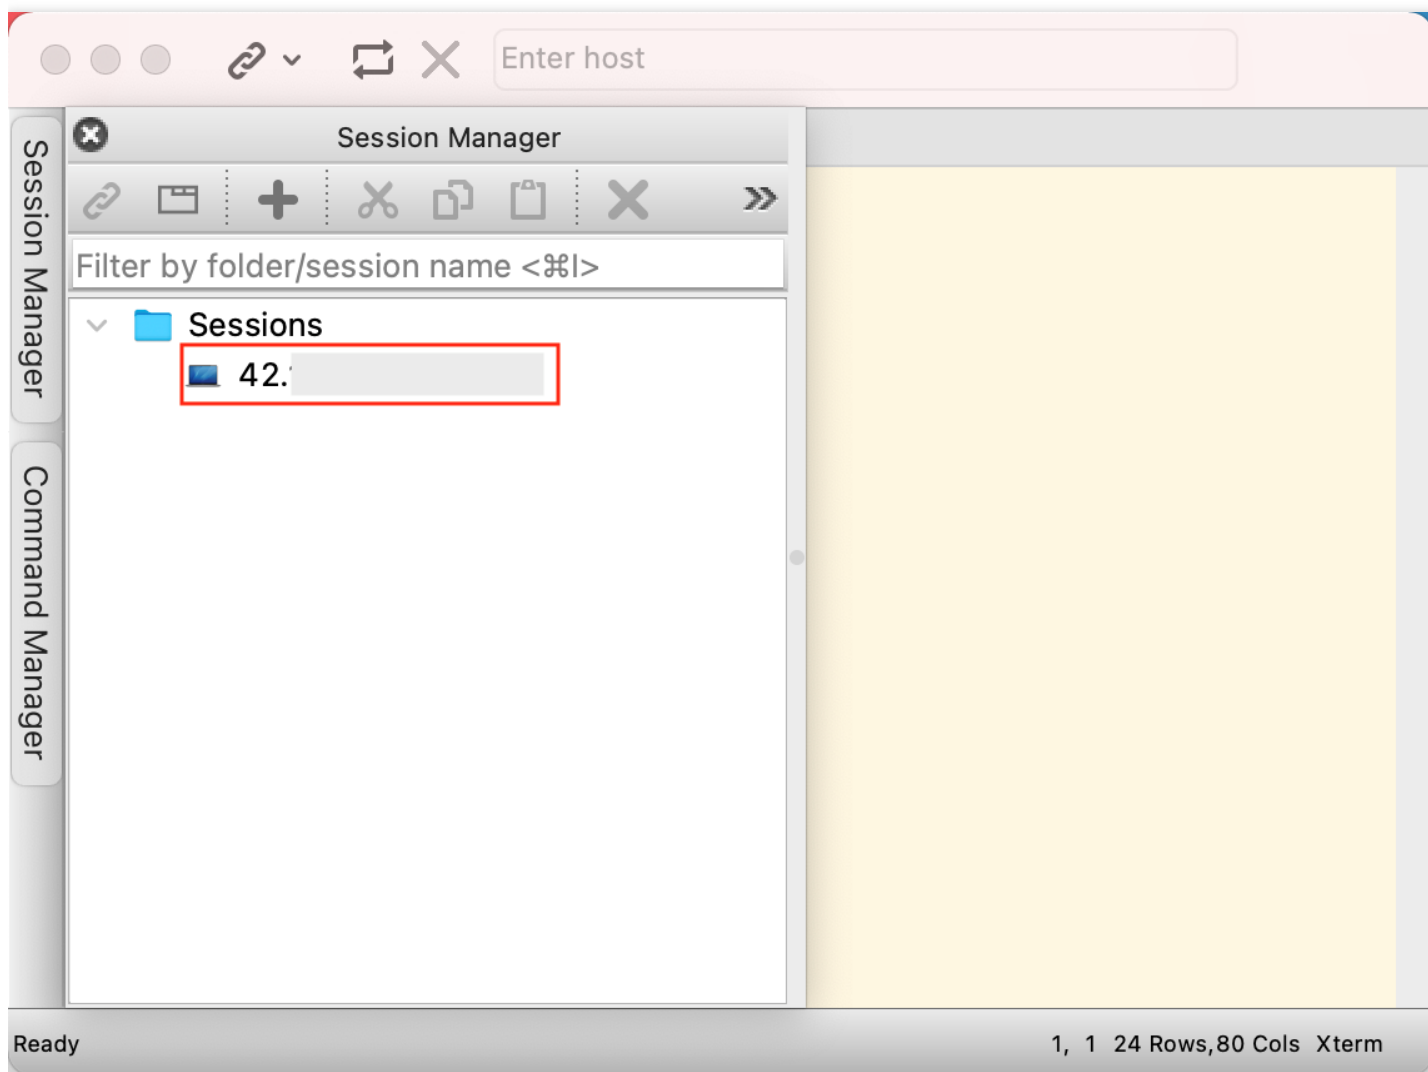 Enter host
Session Manager
Session Manager
Filter by folder/session name <⌘I>
Sessions
42.
Command Manager
Ready
1, 1 24 Rows,80 Cols Xterm